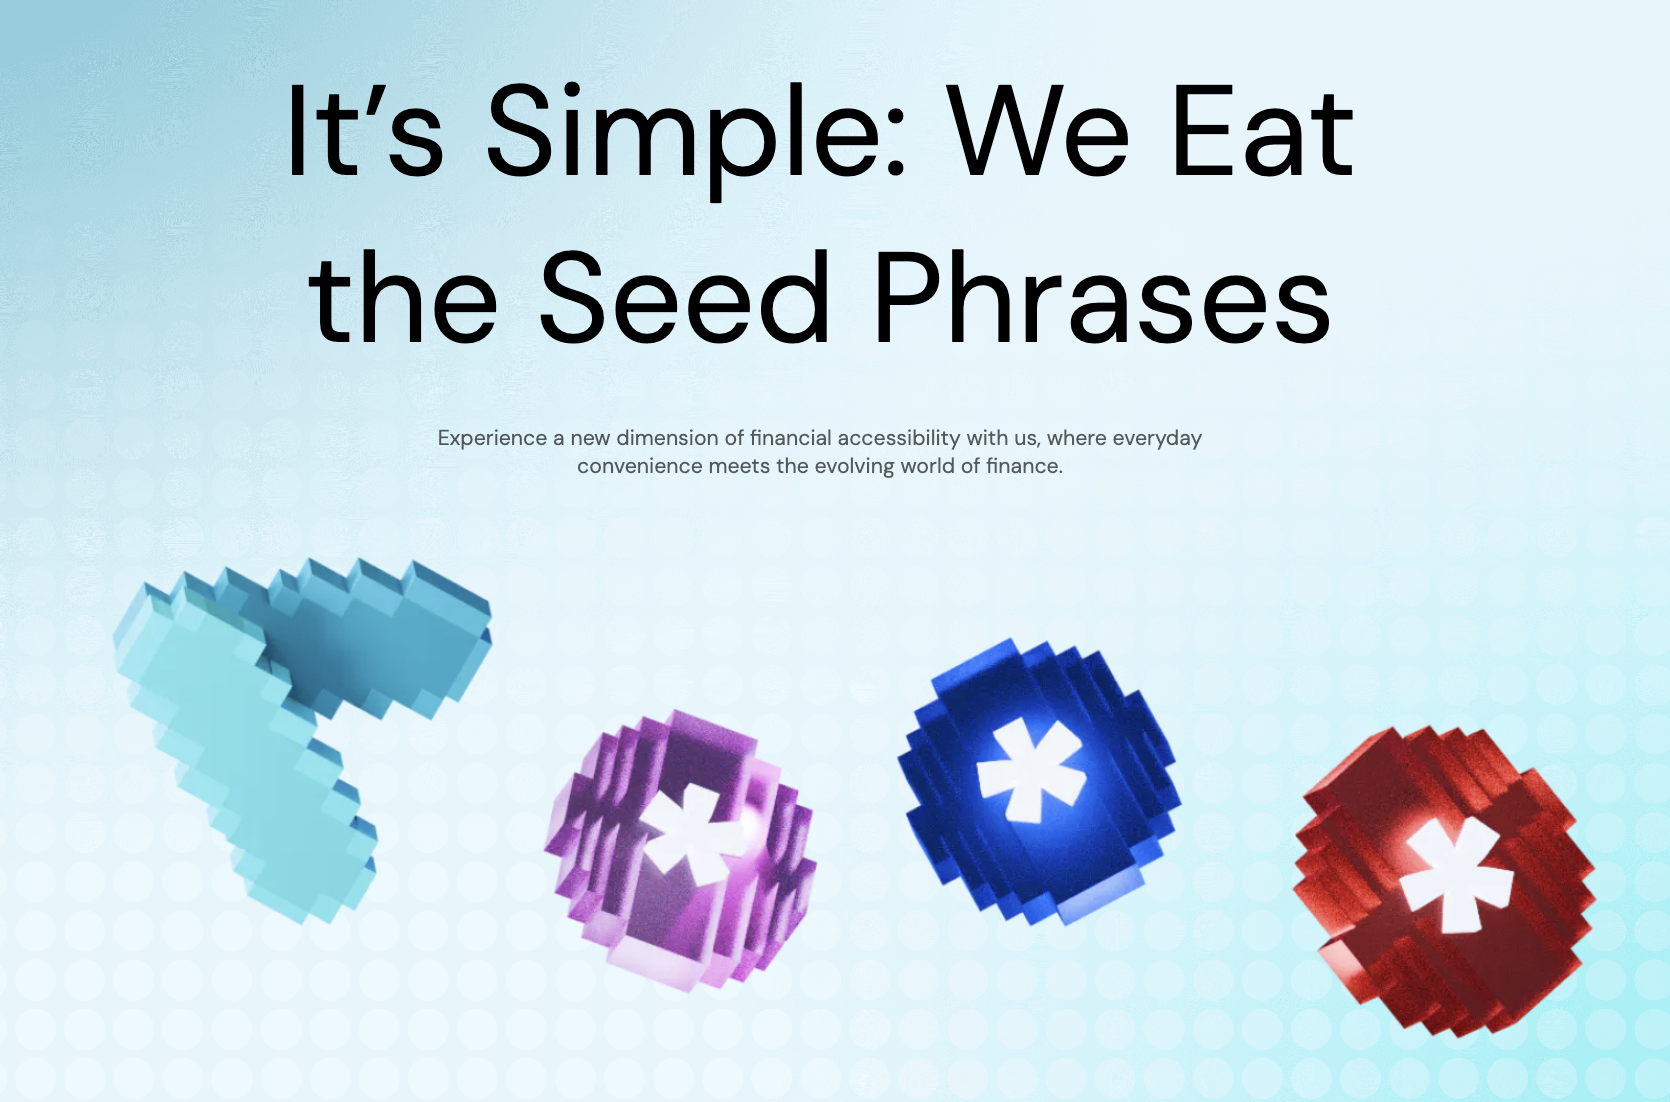 It’s Simple: We Eat
the Seed Phrases
Experience a new dimension of financial accessibility with us, where everyday
convenience meets the evolving world of finance.